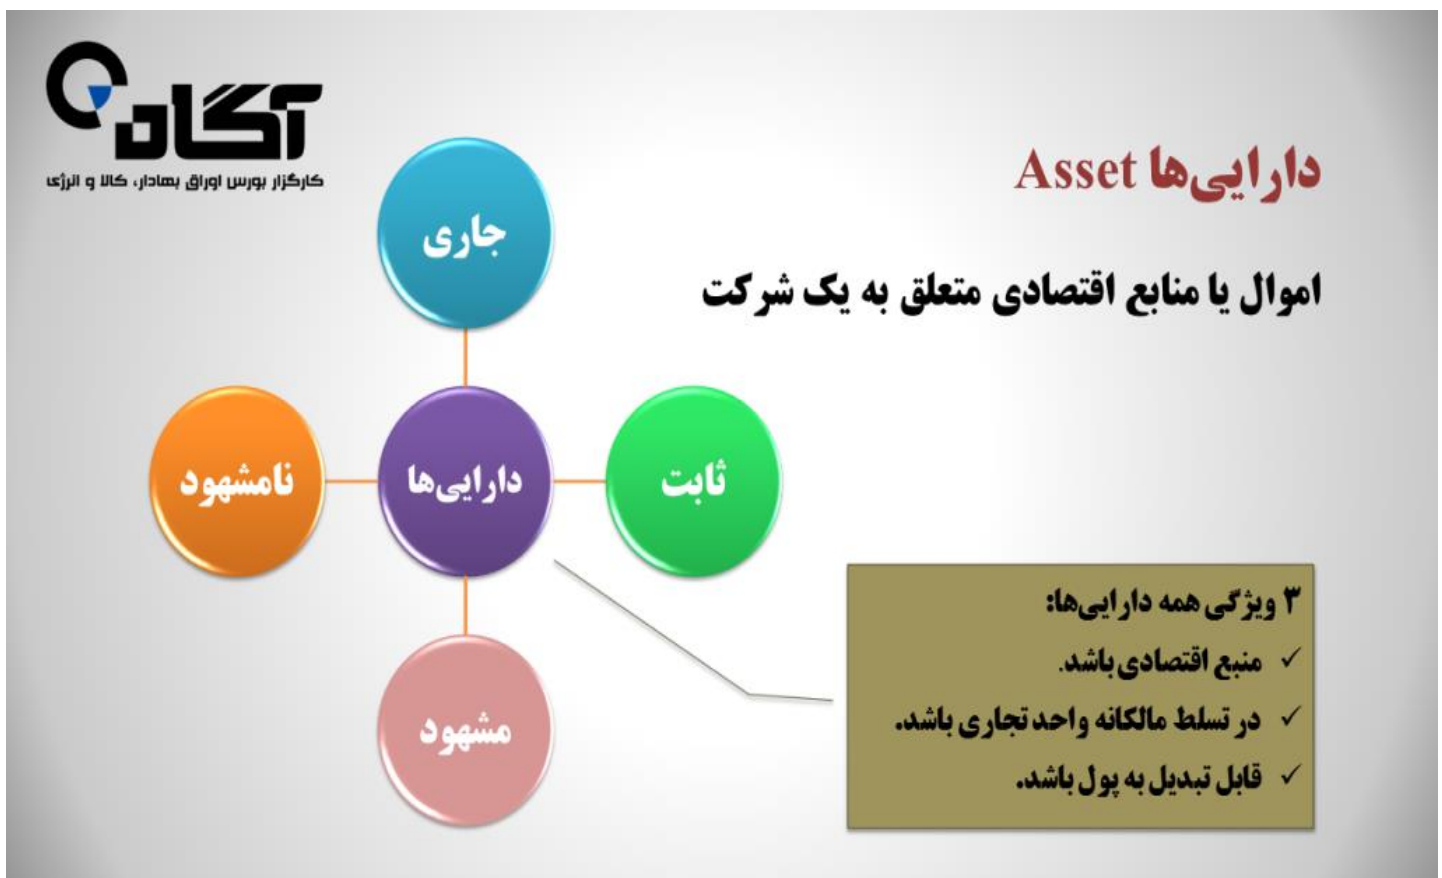 آگاه
کارگزار بورس اوراق بهادار، کالا و انرژی
دارایی‌ها Asset
اموال یا منابع اقتصادی متعلق به یک شرکت
جاری
نامشهود
دارایی‌ها
ثابت
مشهود
۳ ویژگی همه دارایی‌ها:
✓ منبع اقتصادی باشد.
✓ در تسلط مالکانه واحد تجاری باشد.
✓ قابل تبدیل به پول باشد.